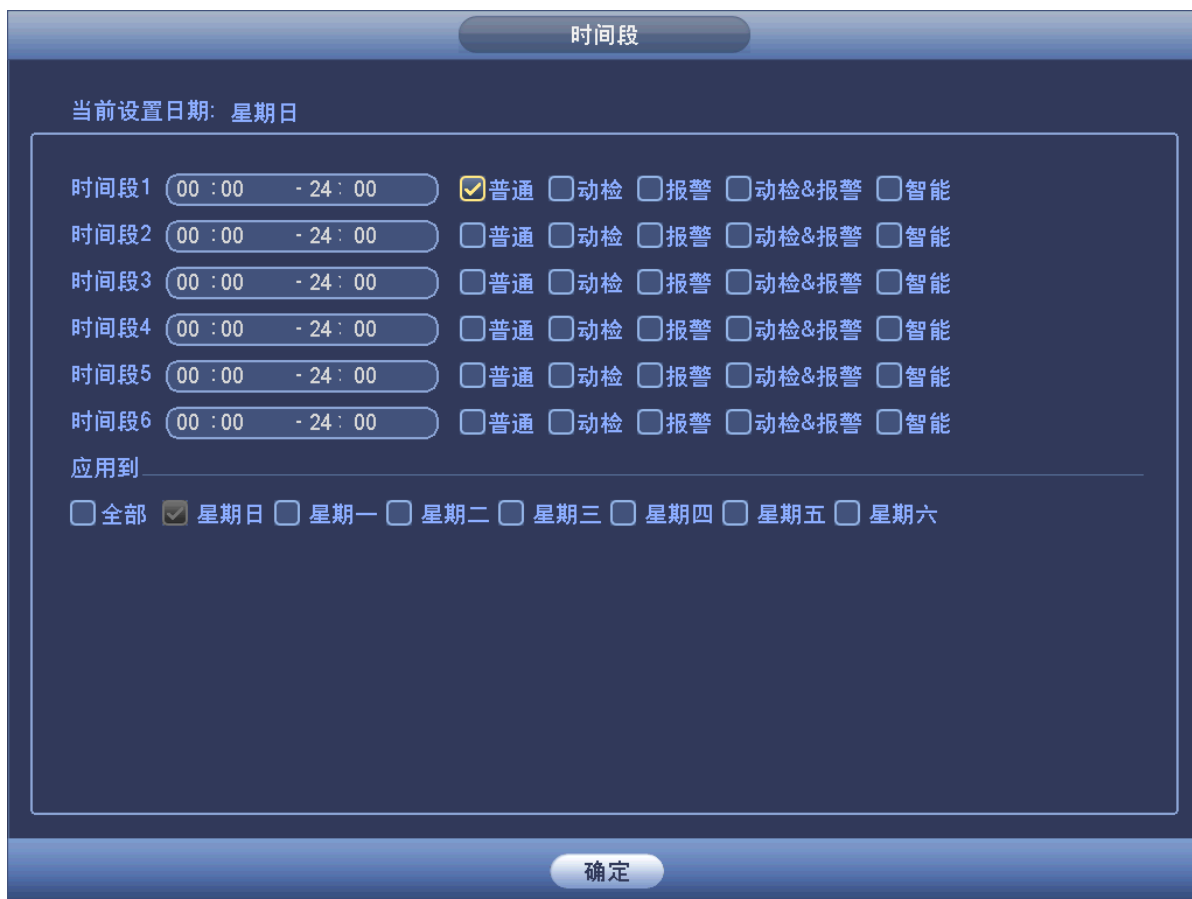 时间段
当前设置日期: 星期日
时间段1 00 :00 - 24: 00 普通 动检 报警 动检&报警 智能
时间段2 00 :00 - 24: 00 普通 动检 报警 动检&报警 智能
时间段3 00 :00 - 24: 00 普通 动检 报警 动检&报警 智能
时间段4 00 :00 - 24: 00 普通 动检 报警 动检&报警 智能
时间段5 00 :00 - 24: 00 普通 动检 报警 动检&报警 智能
时间段6 00 :00 - 24: 00 普通 动检 报警 动检&报警 智能
应用到
全部 星期日 星期一 星期二 星期三 星期四 星期五 星期六
确定